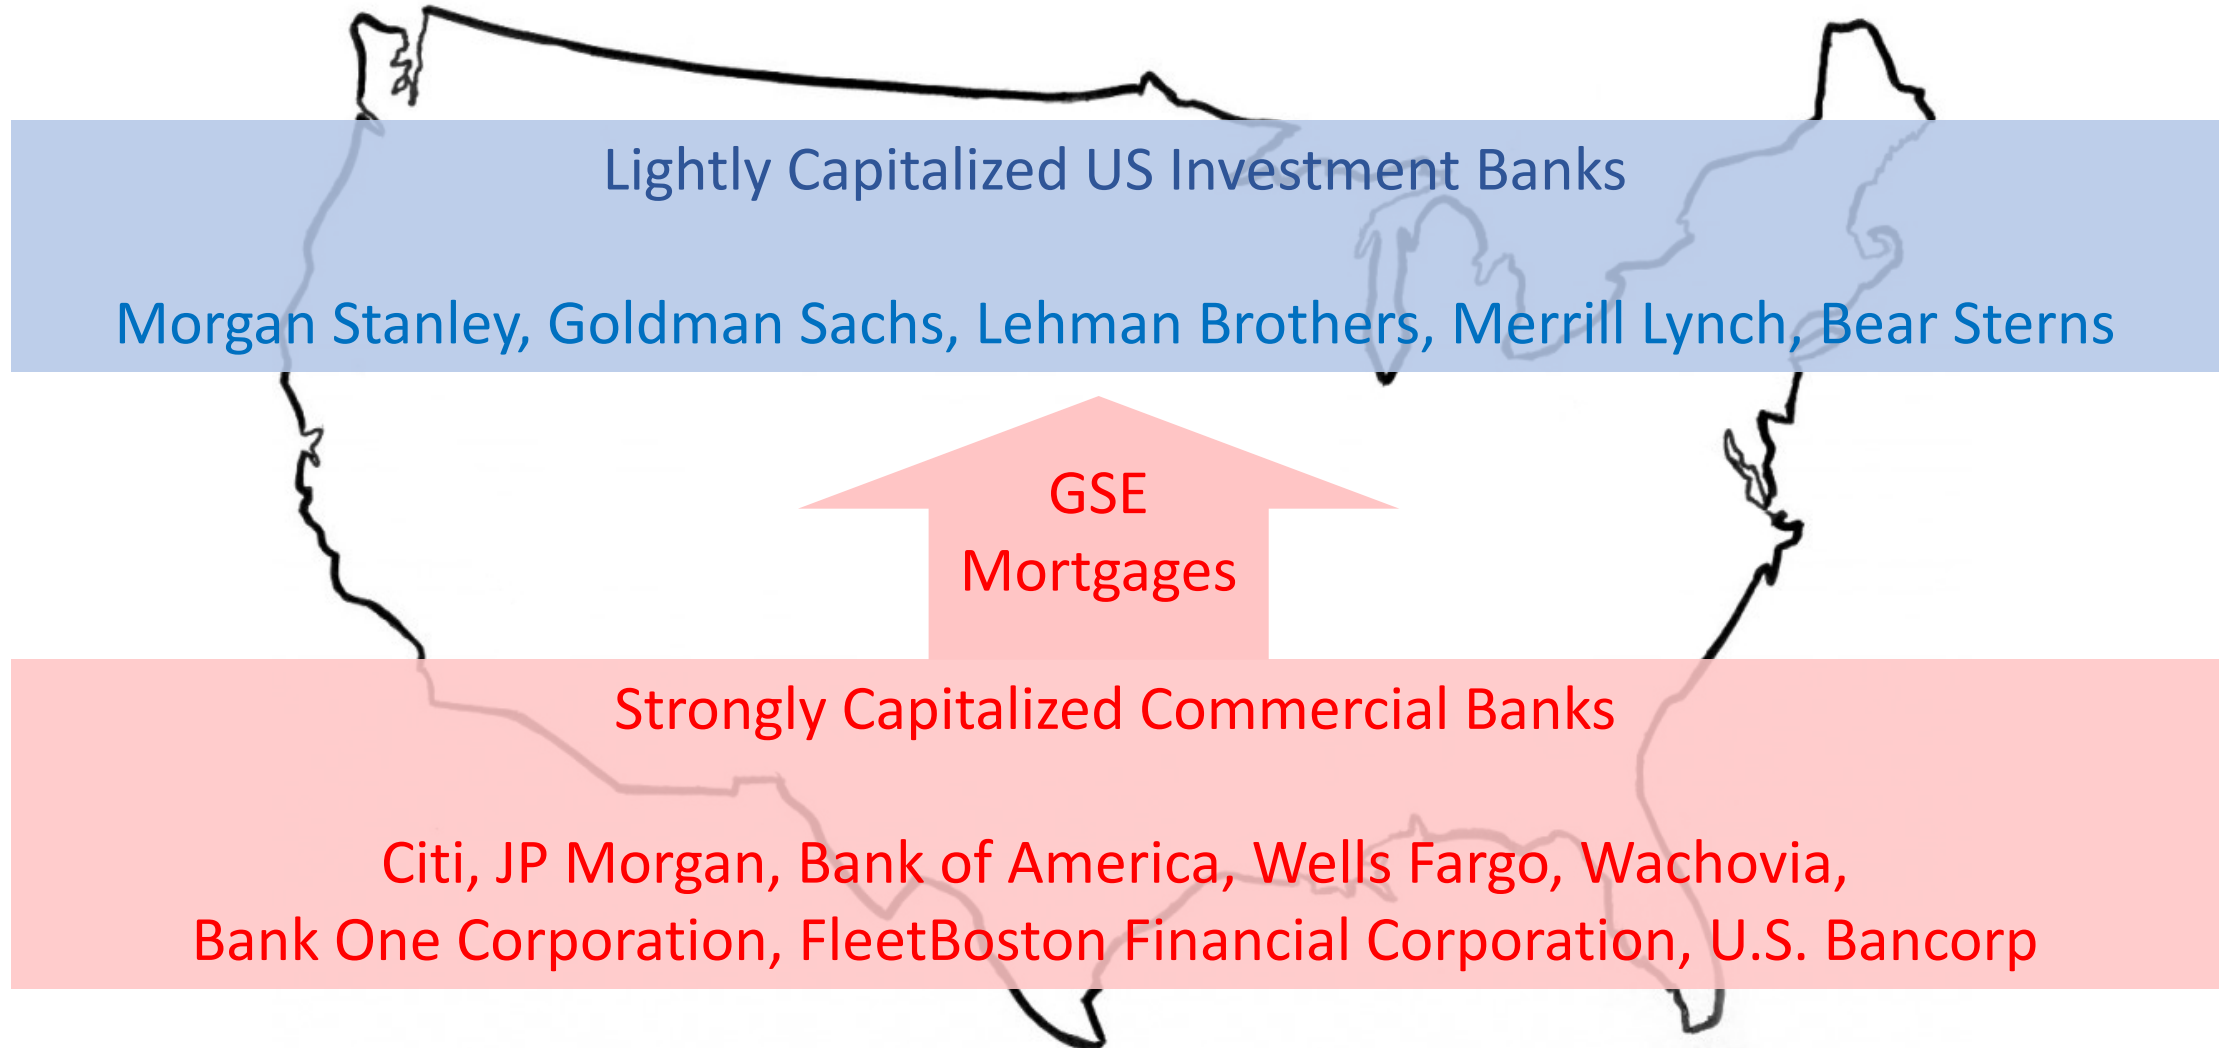 Lightly Capitalized US Investment Banks
Morgan Stanley, Goldman Sachs, Lehman Brothers, Merrill Lynch, Bear Sterns
GSE
Mortgages
Strongly Capitalized Commercial Banks
Citi, JP Morgan, Bank of America, Wells Fargo, Wachovia,
Bank One Corporation, FleetBoston Financial Corporation, U.S. Bancorp